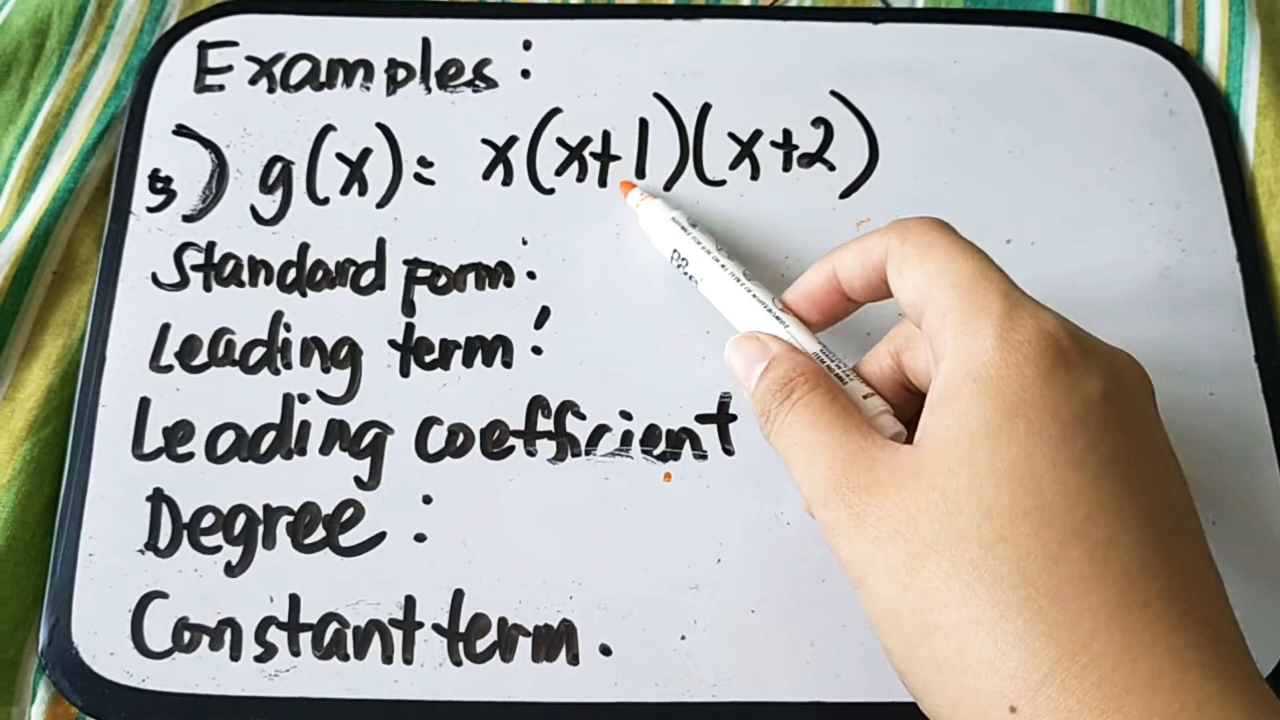 Examples:
5) g(x)= x(x+1)(x+2)
Standard form:
Leading term:
Leading coefficient
Degree:
Constant term.